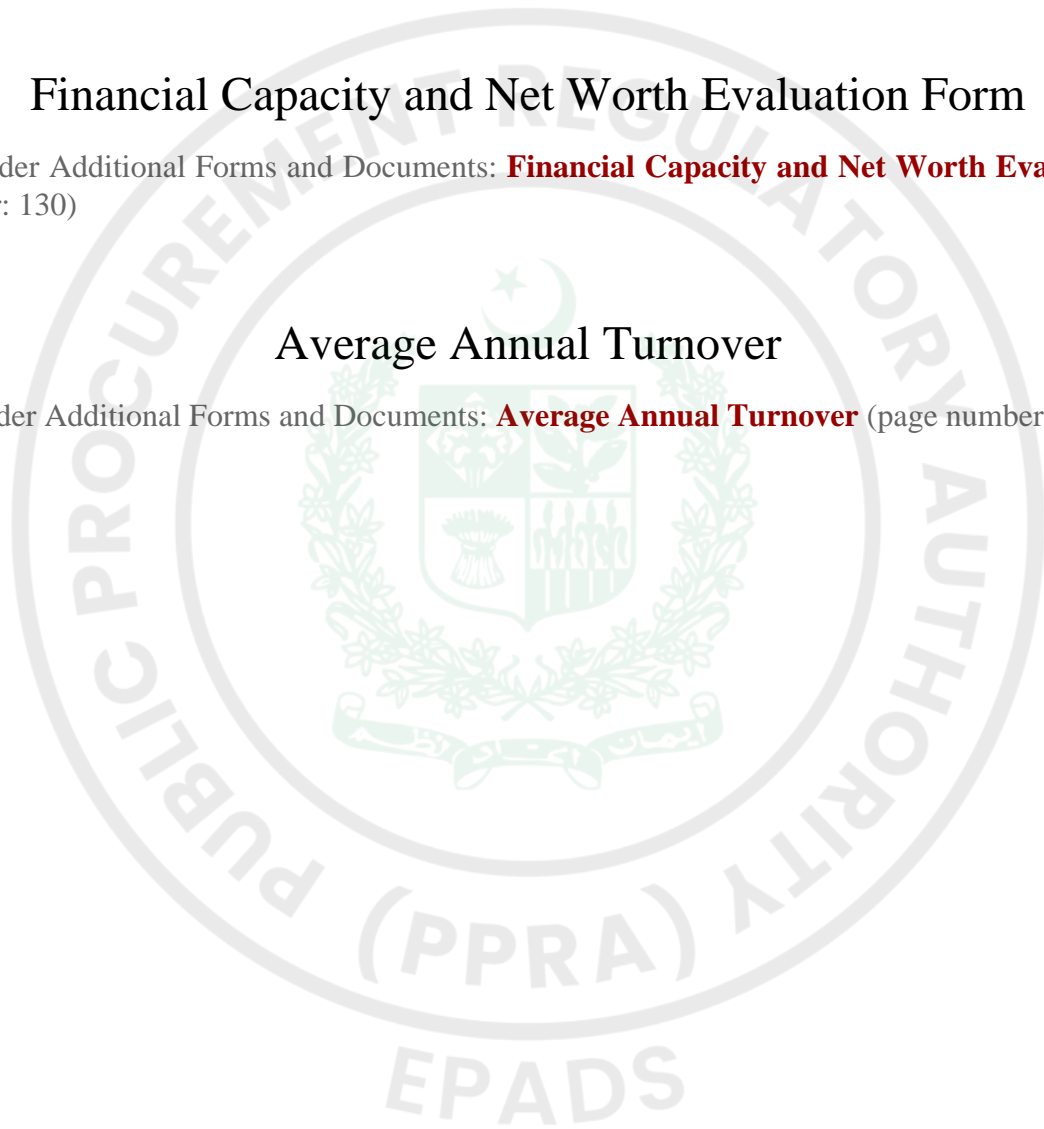 Financial Capacity and Net Worth Evaluation Form
der Additional Forms and Documents: Financial Capacity and Net Worth Eva
: 130)
Average Annual Turnover
der Additional Forms and Documents: Average Annual Turnover (page number
PUBLIC PROCUREMENT REGULATORY AUTHORITY
(PPRA)
EPADS